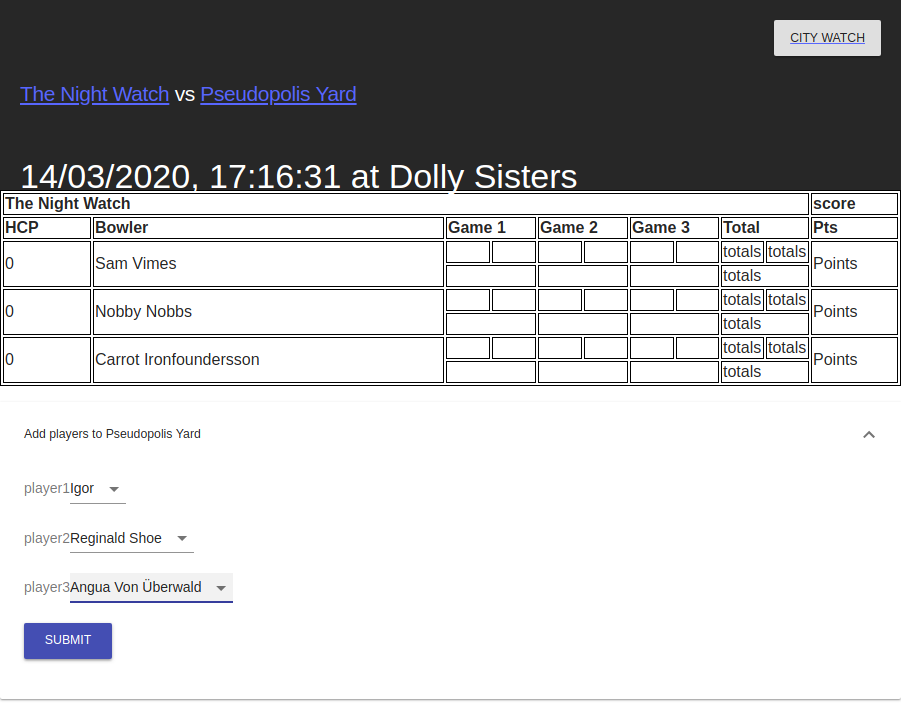 CITY WATCH
The Night Watch vs Pseudopolis Yard
14/03/2020, 17:16:31 at Dolly Sisters
The Night Watch score
HCP Bowler Game 1 Game 2 Game 3 Total Pts
totals totals
0 Sam Vimes Points
totals
totals totals
0 Nobby Nobbs Points
totals
totals totals
0 Carrot Ironfoundersson Points
totals
Add players to Pseudopolis Yard
player1 Igor
player2 Reginald Shoe
player3 Angua Von Überwald
SUBMIT